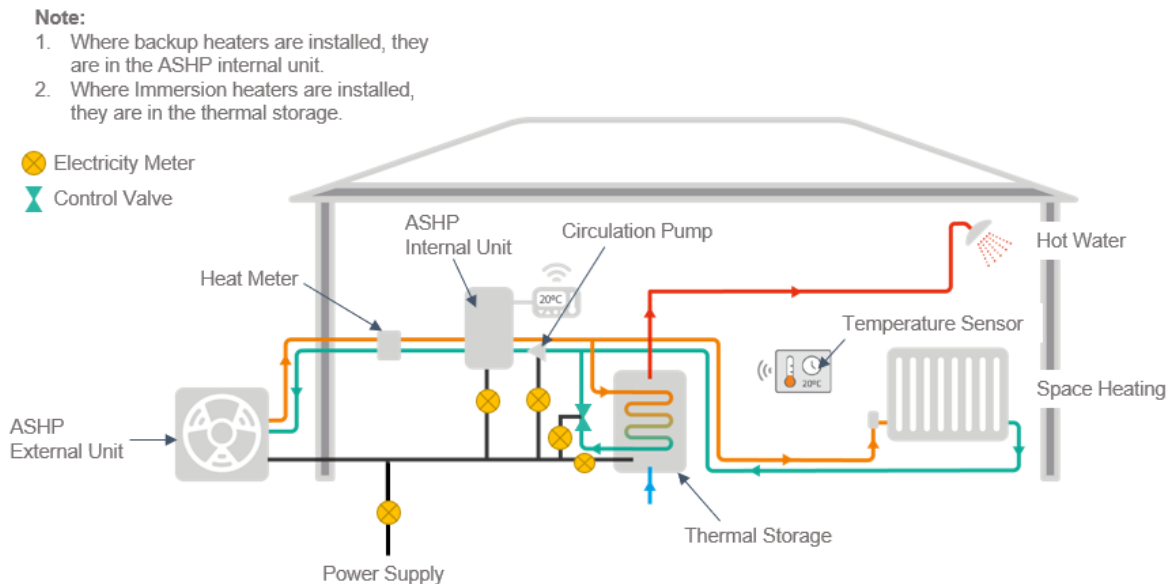 Note:
1. Where backup heaters are installed, they
are in the ASHP internal unit.
2. Where Immersion heaters are installed,
they are in the thermal storage.
Electricity Meter
Control Valve
ASHP
Internal Unit
Circulation Pump
Hot Water
Heat Meter
20ºC
Temperature Sensor
20ºC
Space Heating
ASHP
External Unit
Thermal Storage
Power Supply